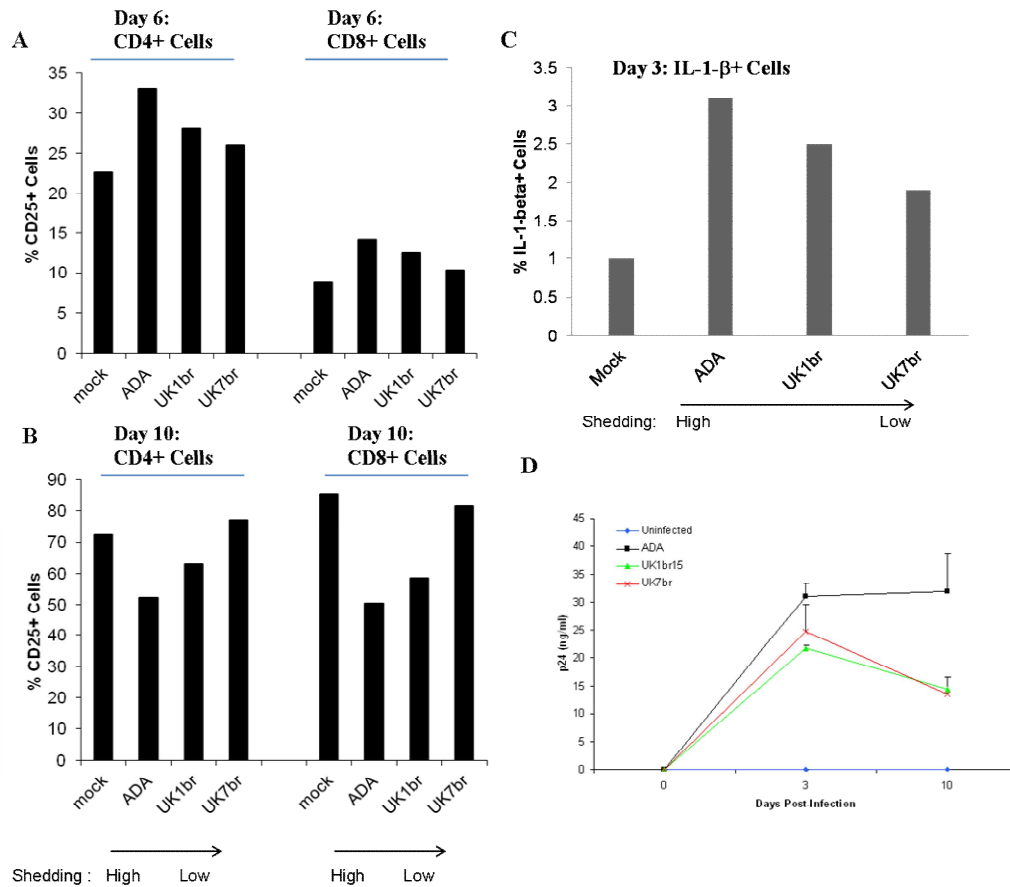 A
Day 6:
CD4+ Cells
Day 6:
CD8+ Cells
% CD25+ Cells
35
30
25
20
15
10
5
0
mock
ADA
UK1br
UK7br
mock
ADA
UK1br
UK7br
B
Day 10:
CD4+ Cells
Day 10:
CD8+ Cells
% CD25+ Cells
90
80
70
60
50
40
30
20
10
0
mock
ADA
UK1br
UK7br
mock
ADA
UK1br
UK7br
Shedding : High Low High Low
C
Day 3: IL-1-β+ Cells
% IL-1-beta+ Cells
3.5
3
2.5
2
1.5
1
0.5
0
Mock
ADA
UK1br
UK7br
Shedding: High Low
D
Uninfected
ADA
UK1br15
UK7br
p24 (ng/ml)
45
40
35
30
25
20
15
10
5
0
0 3 10
Days Post-Infection